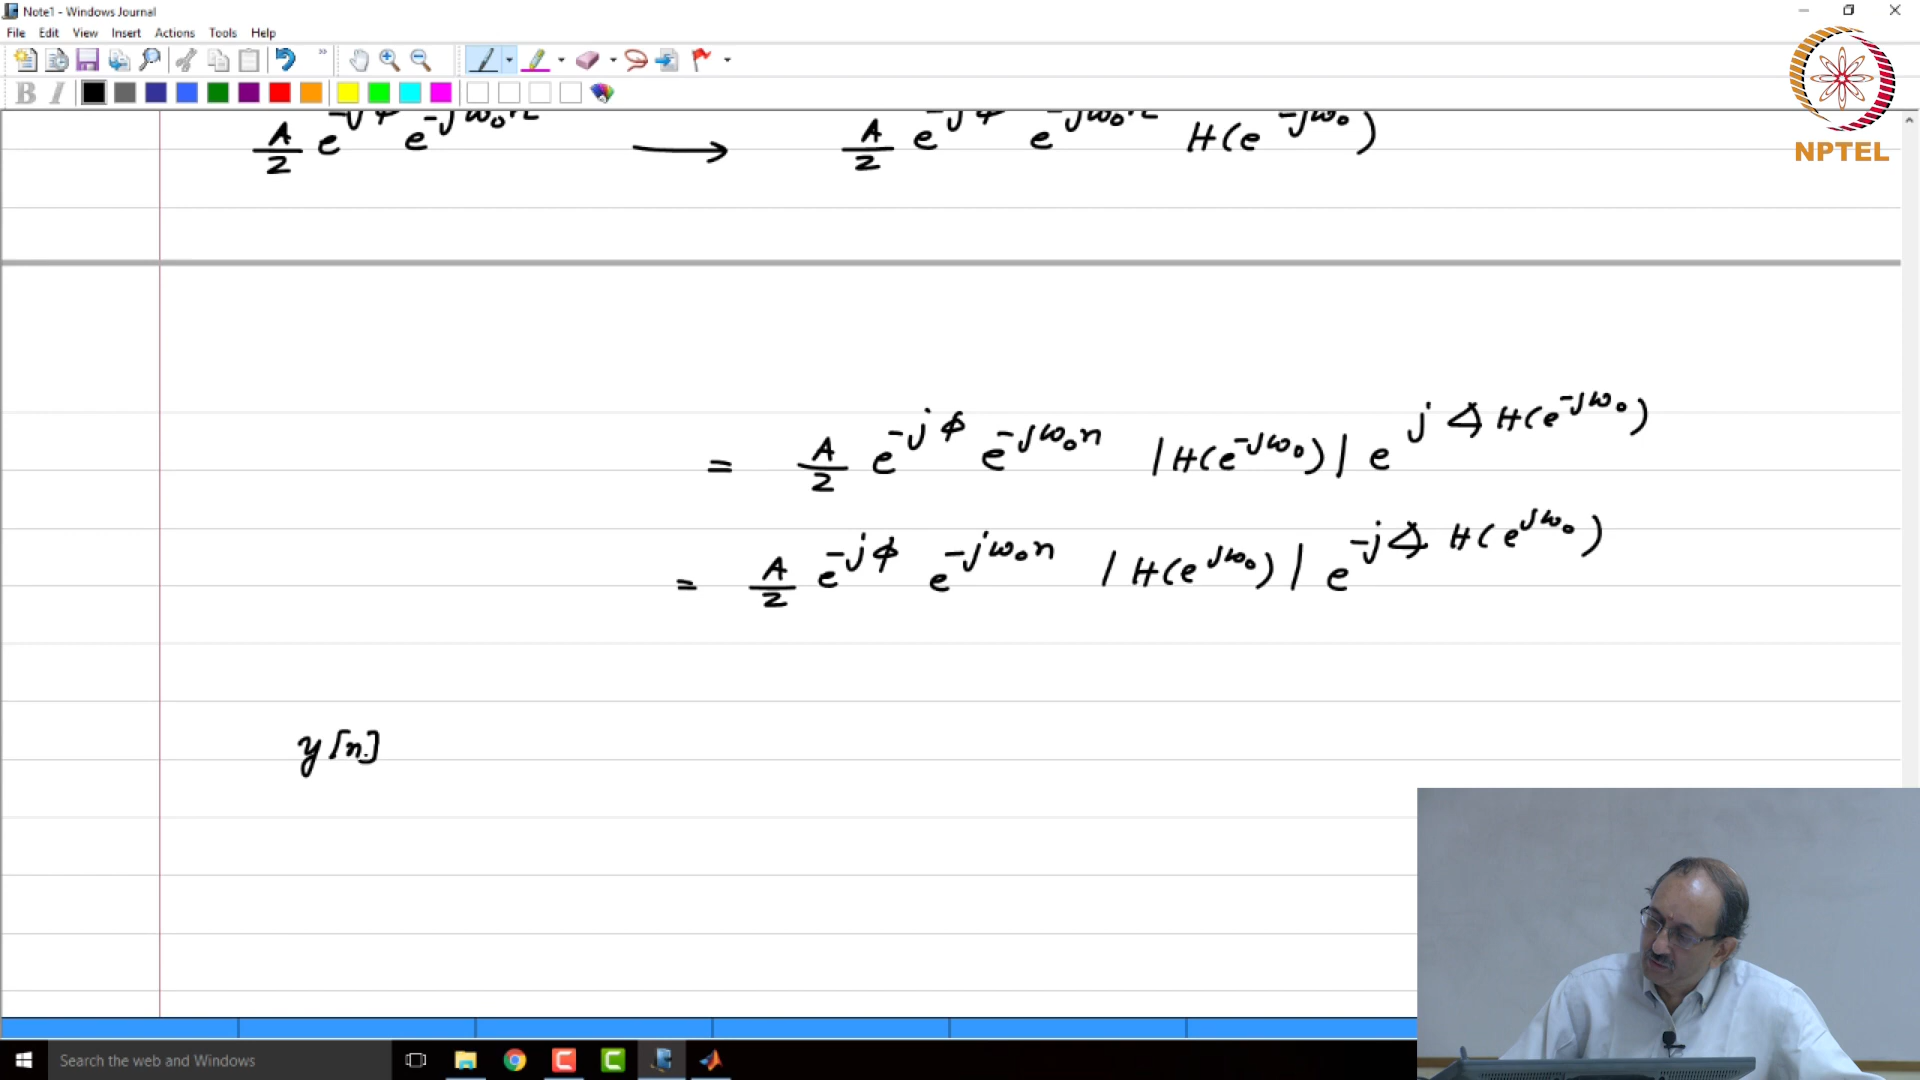 Note1 - Windows Journal
File Edit View Insert Actions Tools Help
B I
NPTEL
A/2 e^{-jφ} e^{-jω₀n} → A/2 e^{-jφ} e^{-jω₀n} H(e^{-jω₀})
= A/2 e^{-jφ} e^{-jω₀n} |H(e^{-jω₀})| e^{j∢H(e^{-jω₀})}
= A/2 e^{-jφ} e^{-jω₀n} |H(e^{jω₀})| e^{-j∢H(e^{jω₀})}
y[n]
Search the web and Windows